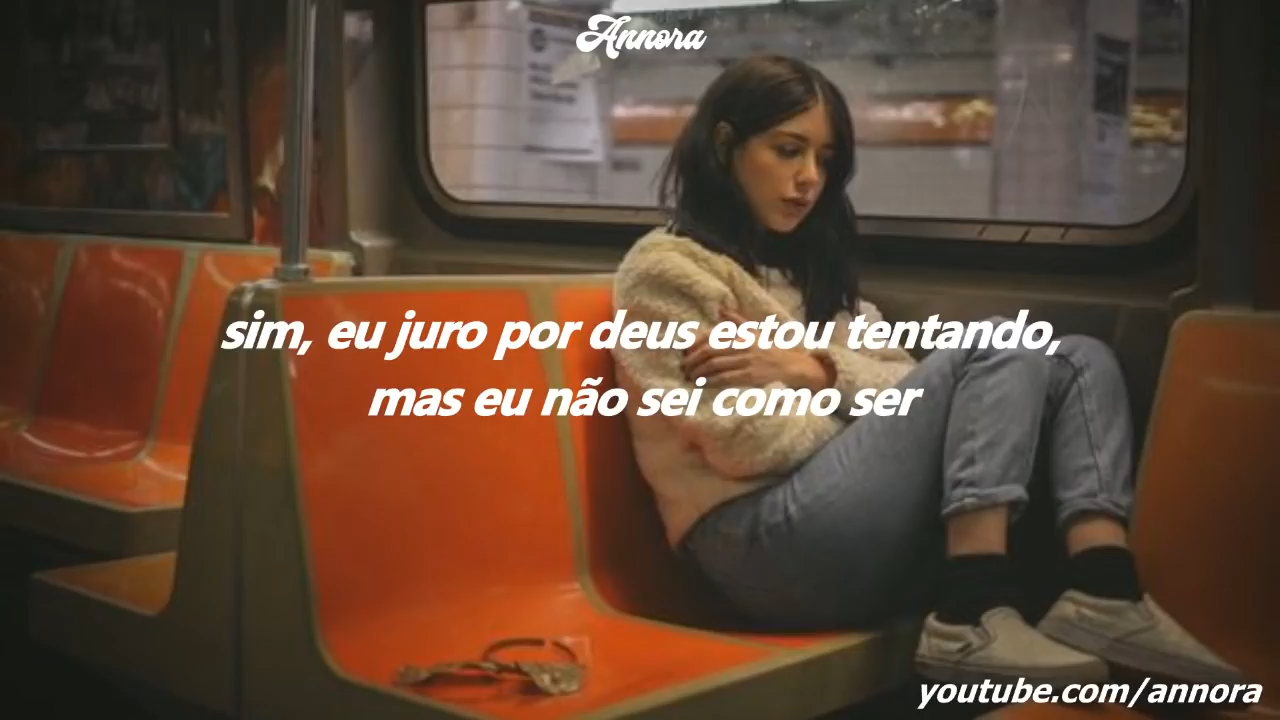 Annora
sim, eu juro por deus estou tentando,
mas eu não sei como ser
youtube.com/annora